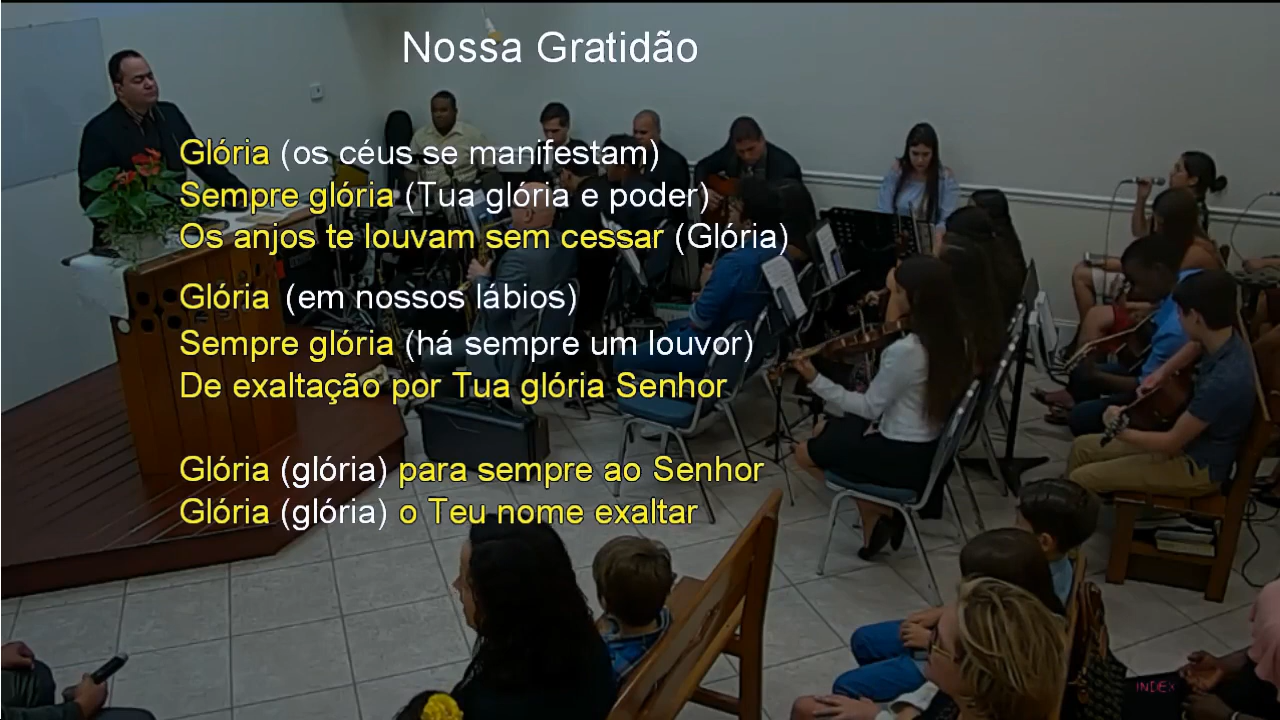 Nossa Gratidão
Glória (os céus se manifestam)
Sempre glória (Tua glória e poder)
Os anjos te louvam sem cessar (Glória)
Glória (em nossos lábios)
Sempre glória (há sempre um louvor)
De exaltação por Tua glória Senhor
Glória (glória) para sempre ao Senhor
Glória (glória) o Teu nome exaltar
INDEX